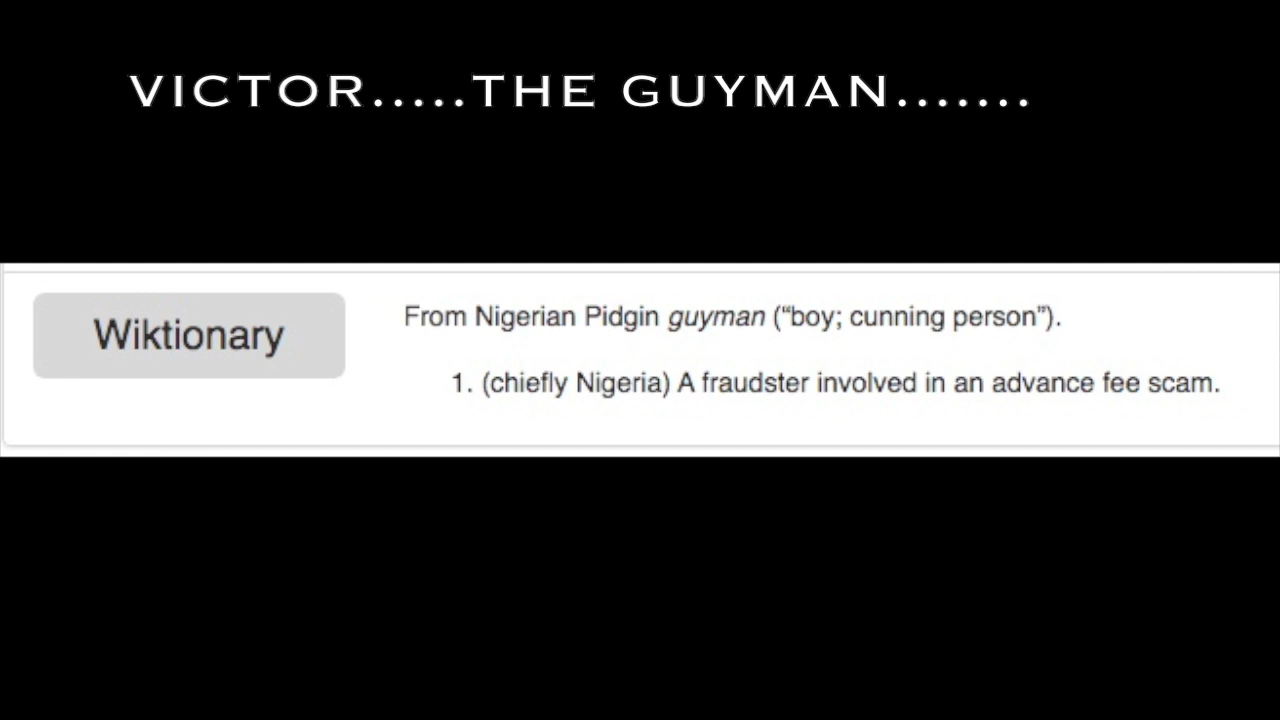 VICTOR.....THE GUYMAN.......
Wiktionary
From Nigerian Pidgin guyman (“boy; cunning person”).
1. (chiefly Nigeria) A fraudster involved in an advance fee scam.